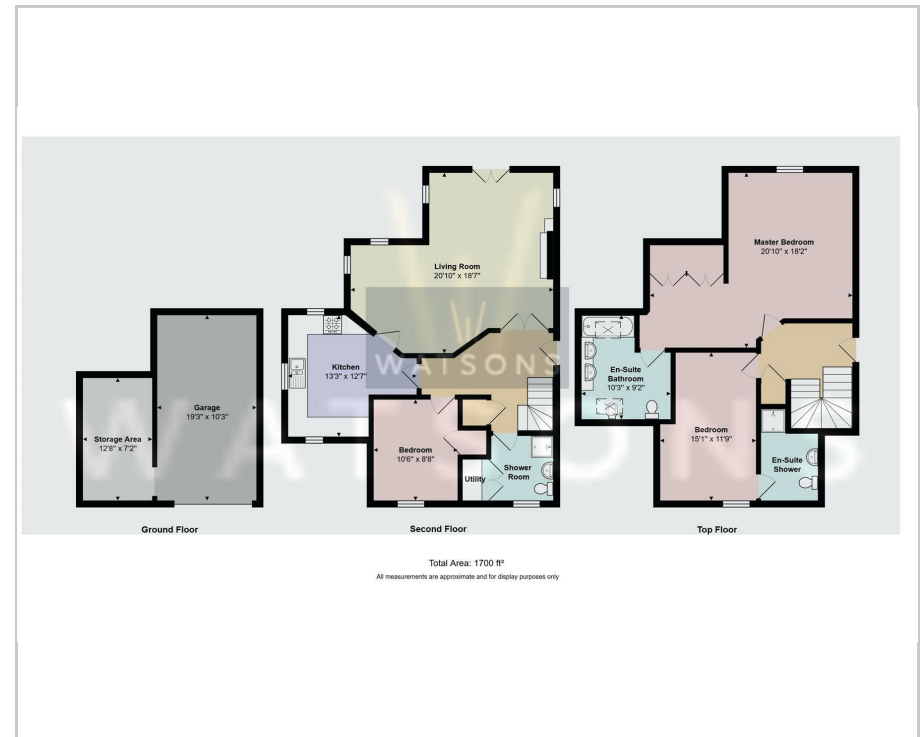 Living Room
20'10" x 18'7"
Master Bedroom
20'10" x 18'2"
Kitchen
13'3" x 12'7"
WATSONS
En-Suite
Bathroom
10'3" x 9'2"
Garage
19'3" x 10'3"
Storage Area
12'8" x 7'2"
Bedroom
10'6" x 8'8"
Utility
Shower
Room
Bedroom
15'1" x 11'9"
En-Suite
Shower
WATSONS
Ground Floor
Second Floor
Top Floor
Total Area: 1700 ft²
All measurements are approximate and for display purposes only